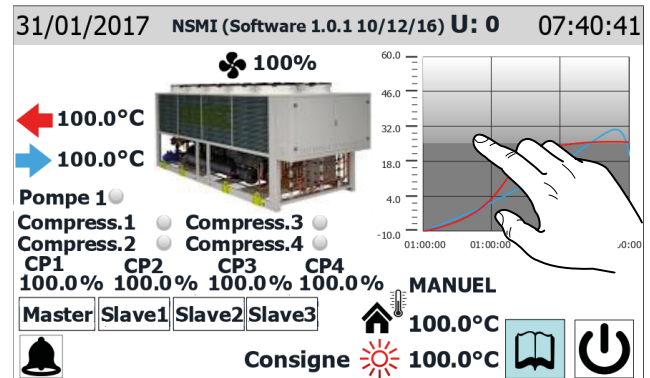 31/01/2017 NSMI (Software 1.0.1 10/12/16) U: 0 07:40:41
100%
100.0°C
100.0°C
60.0
46.0
32.0
18.0
4.0
-10.0
01:00:00 01:00:00 :0:00
Pompe 1
Compress.1 Compress.3
Compress.2 Compress.4
CP1 CP2 CP3 CP4
100.0% 100.0% 100.0% 100.0%
MANUEL
Master Slave1 Slave2 Slave3
100.0°C
Consigne 100.0°C